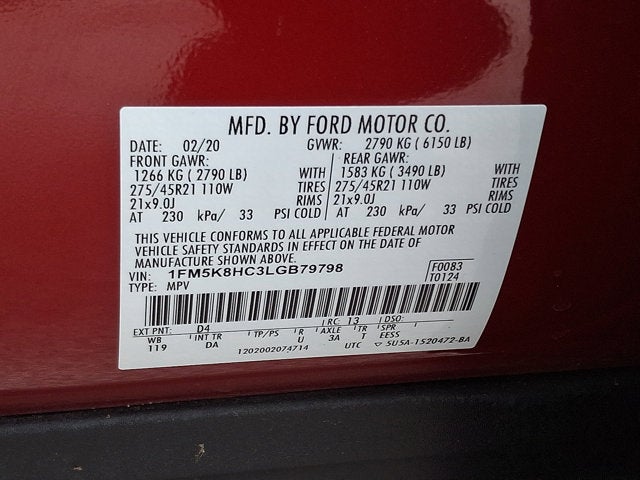 MFD. BY FORD MOTOR CO.
DATE: 02/20 GVWR: 2790 KG ( 6150 LB)
FRONT GAWR: REAR GAWR:
1266 KG ( 2790 LB) WITH 1583 KG ( 3490 LB) WITH
275/45R21 110W TIRES 275/45R21 110W TIRES
21x9.0J RIMS 21x9.0J RIMS
AT 230 kPa/ 33 PSI COLD AT 230 kPa/ 33 PSI COLD
THIS VEHICLE CONFORMS TO ALL APPLICABLE FEDERAL MOTOR
VEHICLE SAFETY STANDARDS IN EFFECT ON THE DATE OF
MANUFACTURE SHOWN ABOVE.
VIN: 1FM5K8HC3LGB79798 F0083
TYPE: MPV T0124
EXT PNT: D4 RC: 13 DSO:
WB INT TR TP/PS R AXLE TR SPR
119 DA U 3A T EESS
1202002074714 UTC ▽ 5U5A-1520472-BA